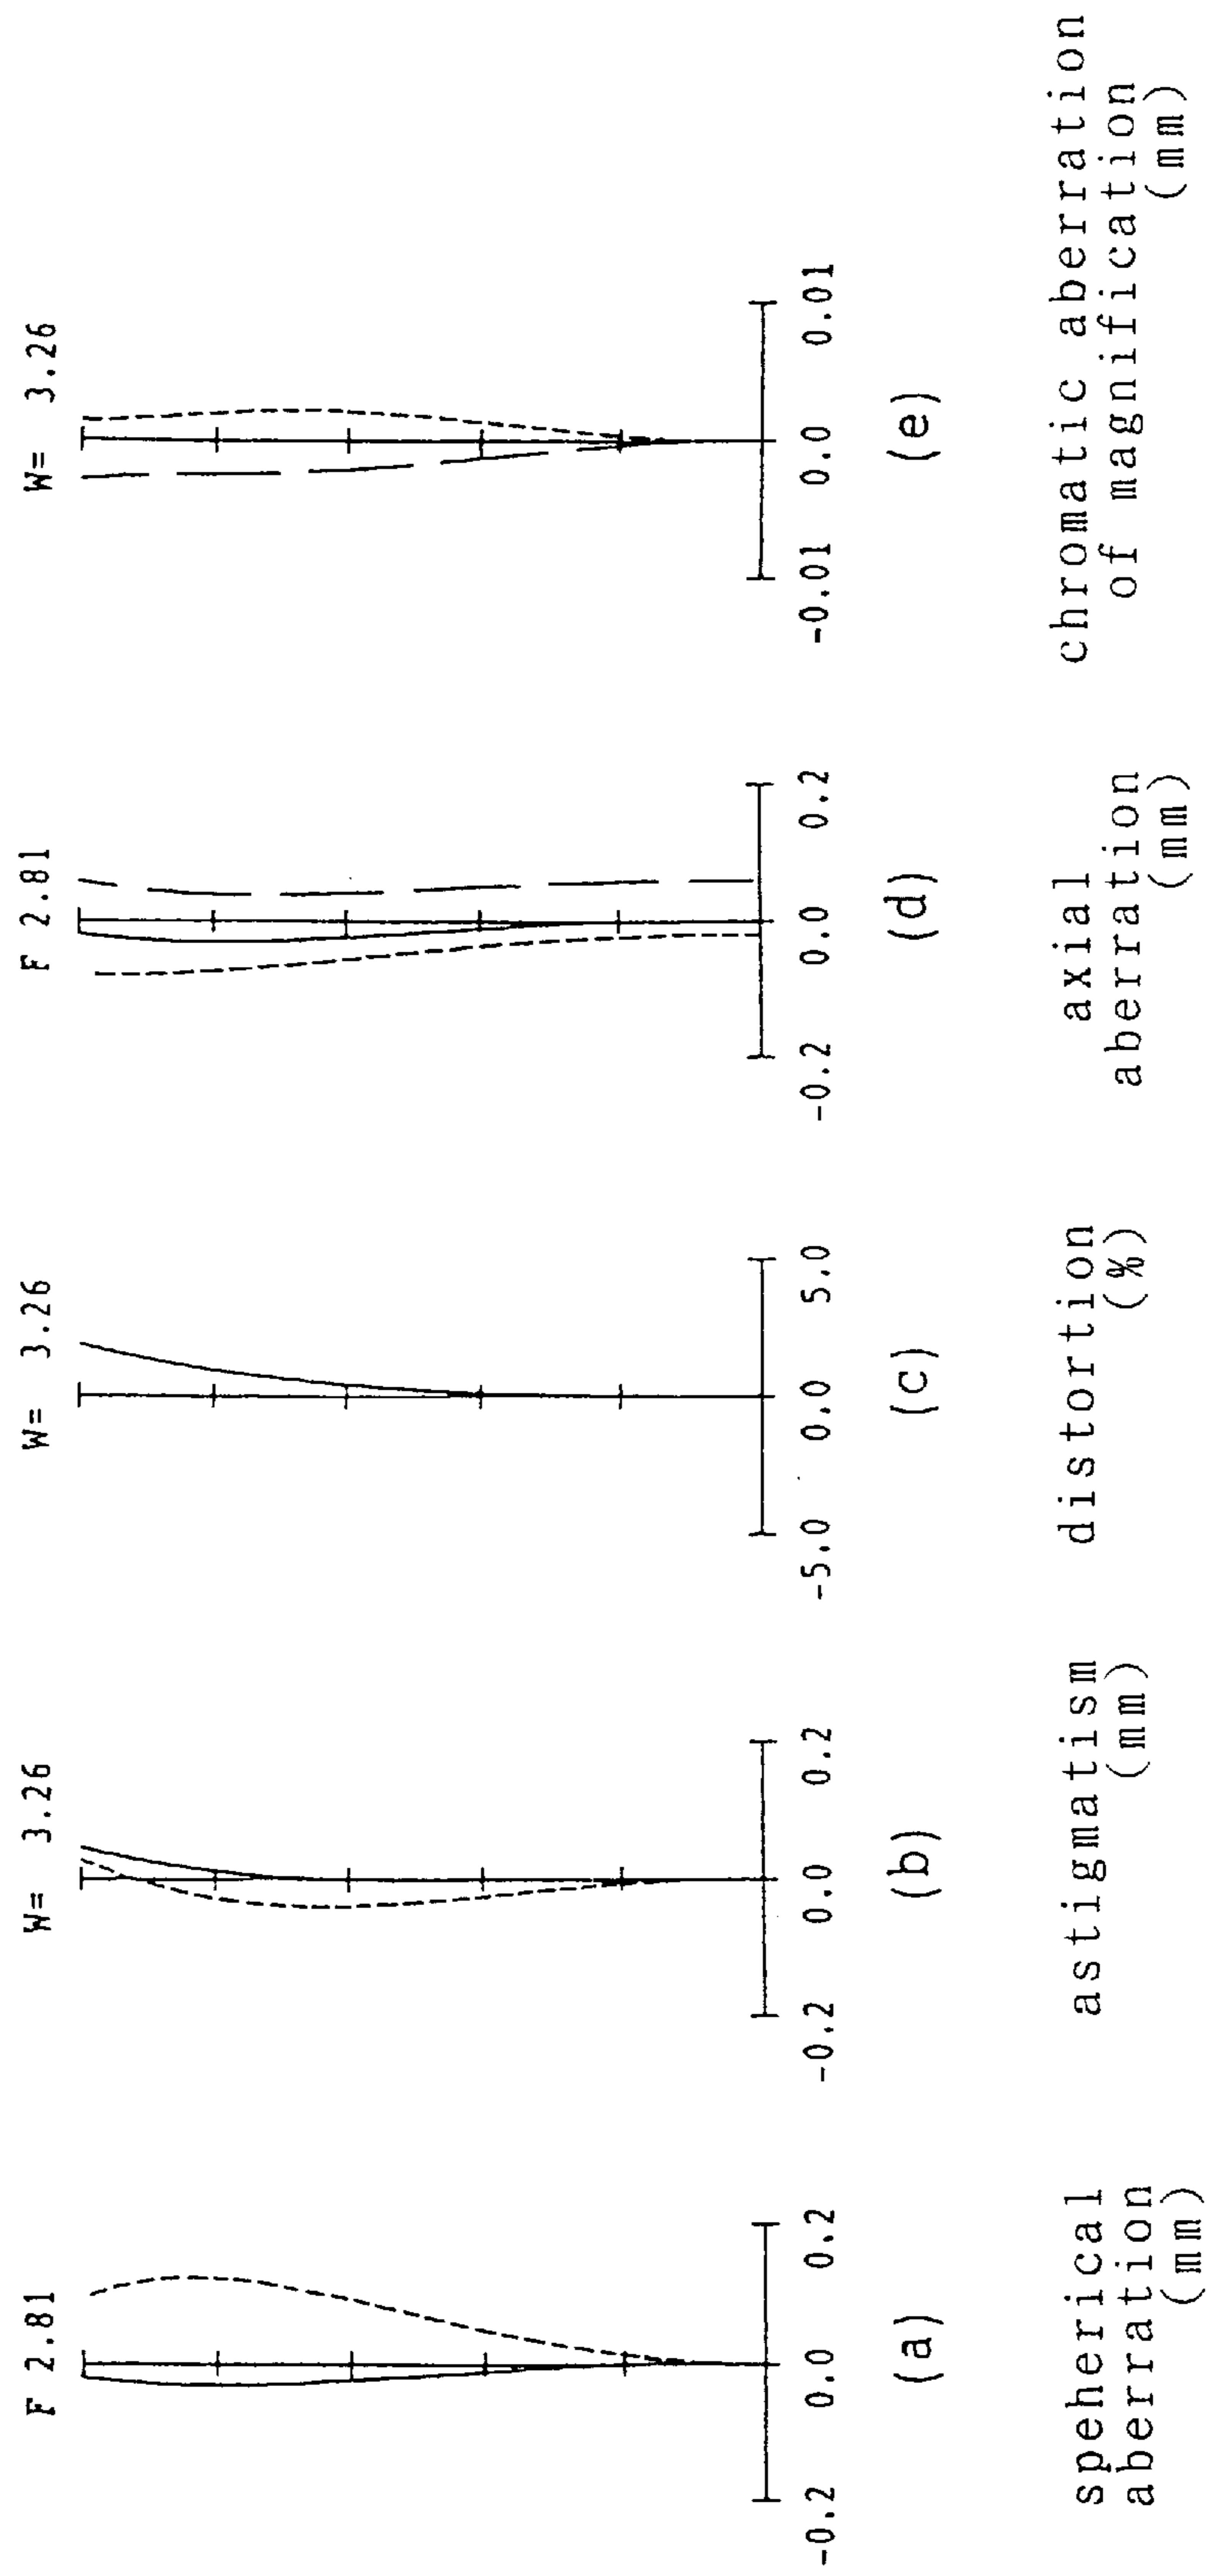 F 2.81
-0.2 0.0 0.2
(a)
speherical
aberration
(mm)
W= 3.26
-0.2 0.0 0.2
(b)
astigmatism
(mm)
W= 3.26
-5.0 0.0 5.0
(c)
distortion
(%)
F 2.81
-0.2 0.0 0.2
(d)
axial
aberration
(mm)
W= 3.26
-0.01 0.0 0.01
(e)
chromatic aberration
of magnification
(mm)